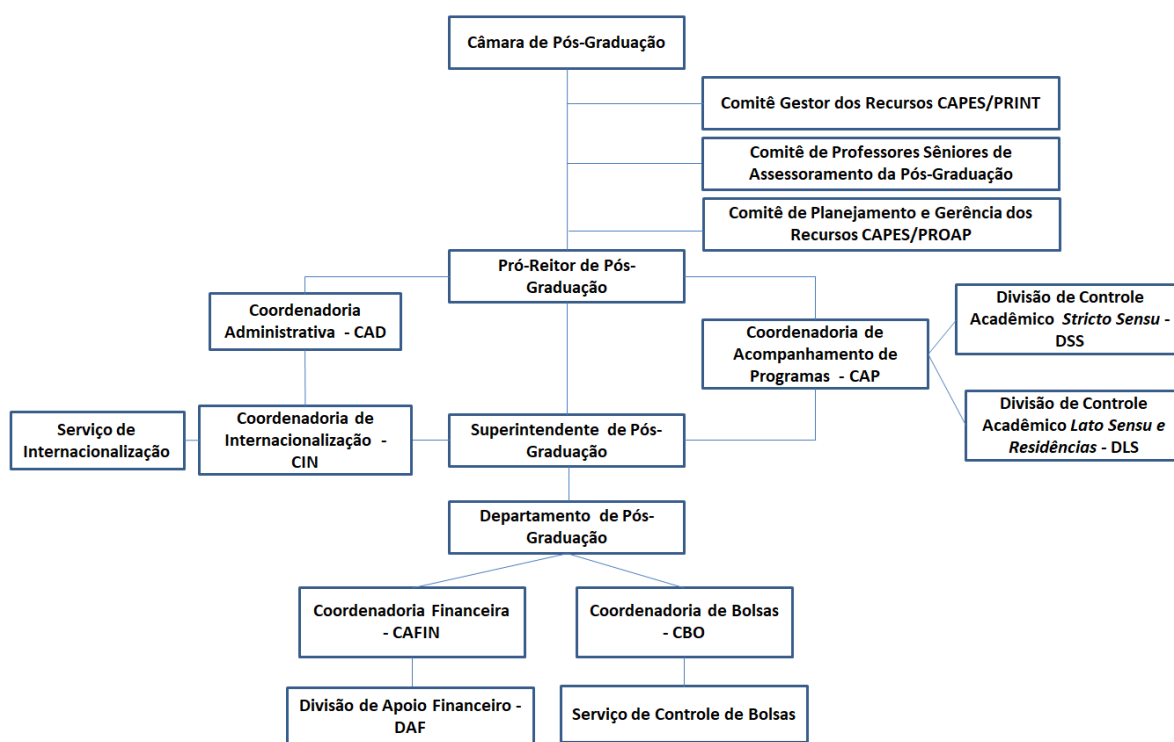 Câmara de Pós-Graduação
Comitê Gestor dos Recursos CAPES/PRINT
Comitê de Professores Sêniores de
Assessoramento da Pós-Graduação
Comitê de Planejamento e Gerência dos
Recursos CAPES/PROAP
Pró-Reitor de Pós-
Graduação
Coordenadoria
Administrativa - CAD
Coordenadoria de
Acompanhamento de
Programas - CAP
Divisão de Controle
Acadêmico Stricto Sensu -
DSS
Divisão de Controle
Acadêmico Lato Sensu e
Residências - DLS
Serviço de
Internacionalização
Coordenadoria de
Internacionalização -
CIN
Superintendente de Pós-
Graduação
Departamento de Pós-
Graduação
Coordenadoria Financeira
- CAFIN
Coordenadoria de Bolsas
- CBO
Divisão de Apoio Financeiro -
DAF
Serviço de Controle de Bolsas